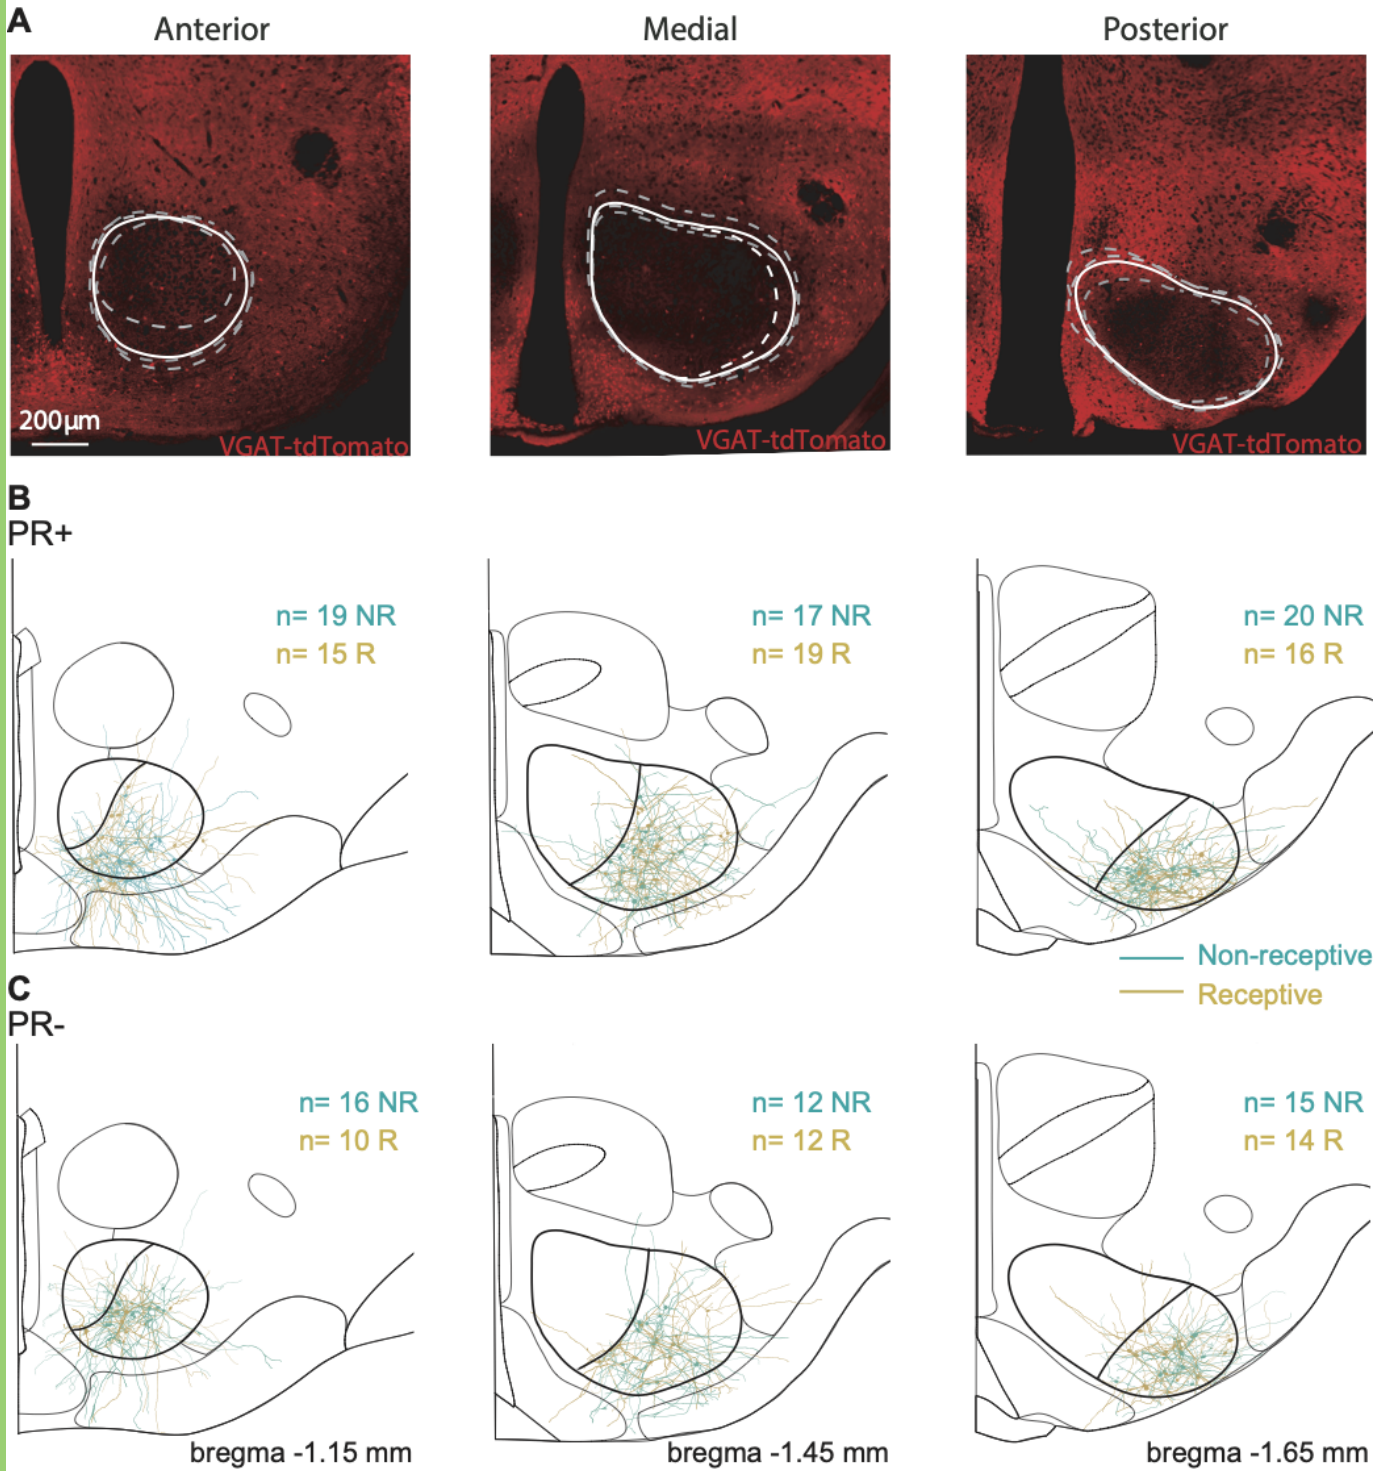 A
Anterior
Medial
Posterior
200µm
VGAT-tdTomato
VGAT-tdTomato
VGAT-tdTomato
B
PR+
n= 19 NR
n= 15 R
n= 17 NR
n= 19 R
n= 20 NR
n= 16 R
Non-receptive
Receptive
C
PR-
n= 16 NR
n= 10 R
n= 12 NR
n= 12 R
n= 15 NR
n= 14 R
bregma -1.15 mm
bregma -1.45 mm
bregma -1.65 mm